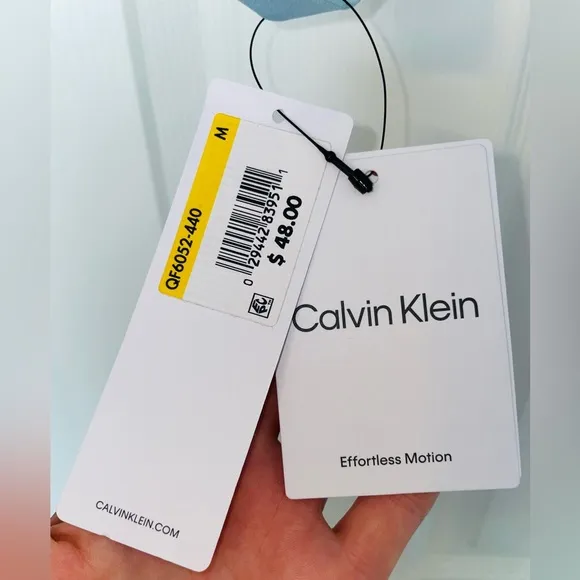 M
QF6052-440
0 29442 83951 1
$ 48.00
CALVINKLEIN.COM
Calvin Klein
Effortless Motion